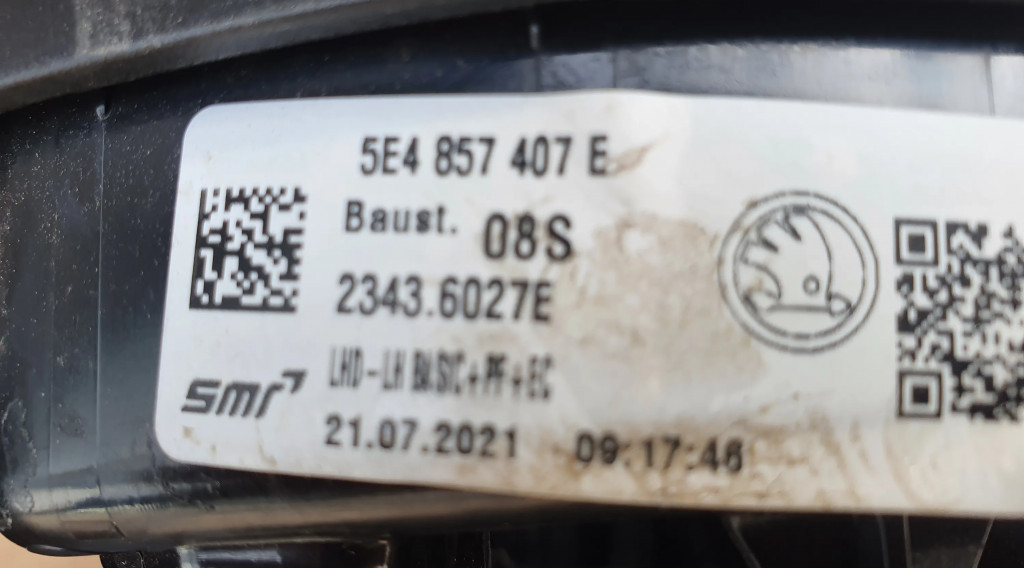 5E4 857 407 E
Baust. 08S
2343.6027E
LHD-LH BASIC+PF+EC
smr
21.07.2021 09:17:46